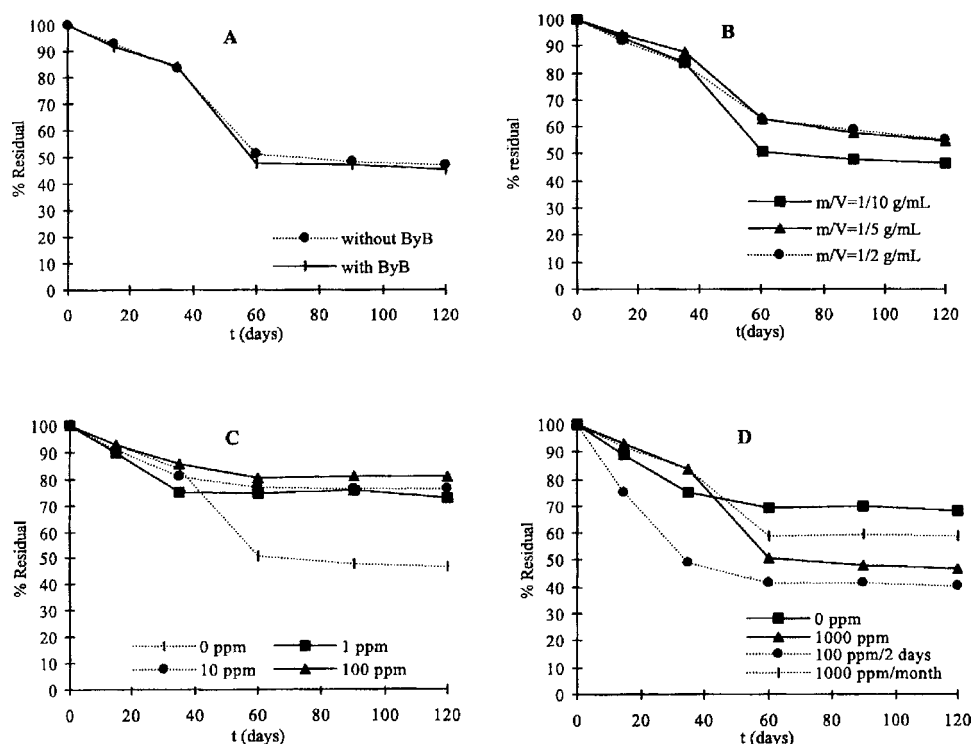 A
% Residual
100
90
80
70
60
50
40
30
20
10
0
0 20 40 60 80 100 120
t (days)
without ByB
with ByB
B
% residual
100
90
80
70
60
50
40
30
20
10
0
0 20 40 60 80 100 120
t(days)
m/V=1/10 g/mL
m/V=1/5 g/mL
m/V=1/2 g/mL
C
% Residual
100
90
80
70
60
50
40
30
20
10
0
0 20 40 60 80 100 120
t (days)
0 ppm 1 ppm
10 ppm 100 ppm
D
% Residual
100
90
80
70
60
50
40
30
20
10
0
0 20 40 60 80 100 120
t (days)
0 ppm
1000 ppm
100 ppm/2 days
1000 ppm/month